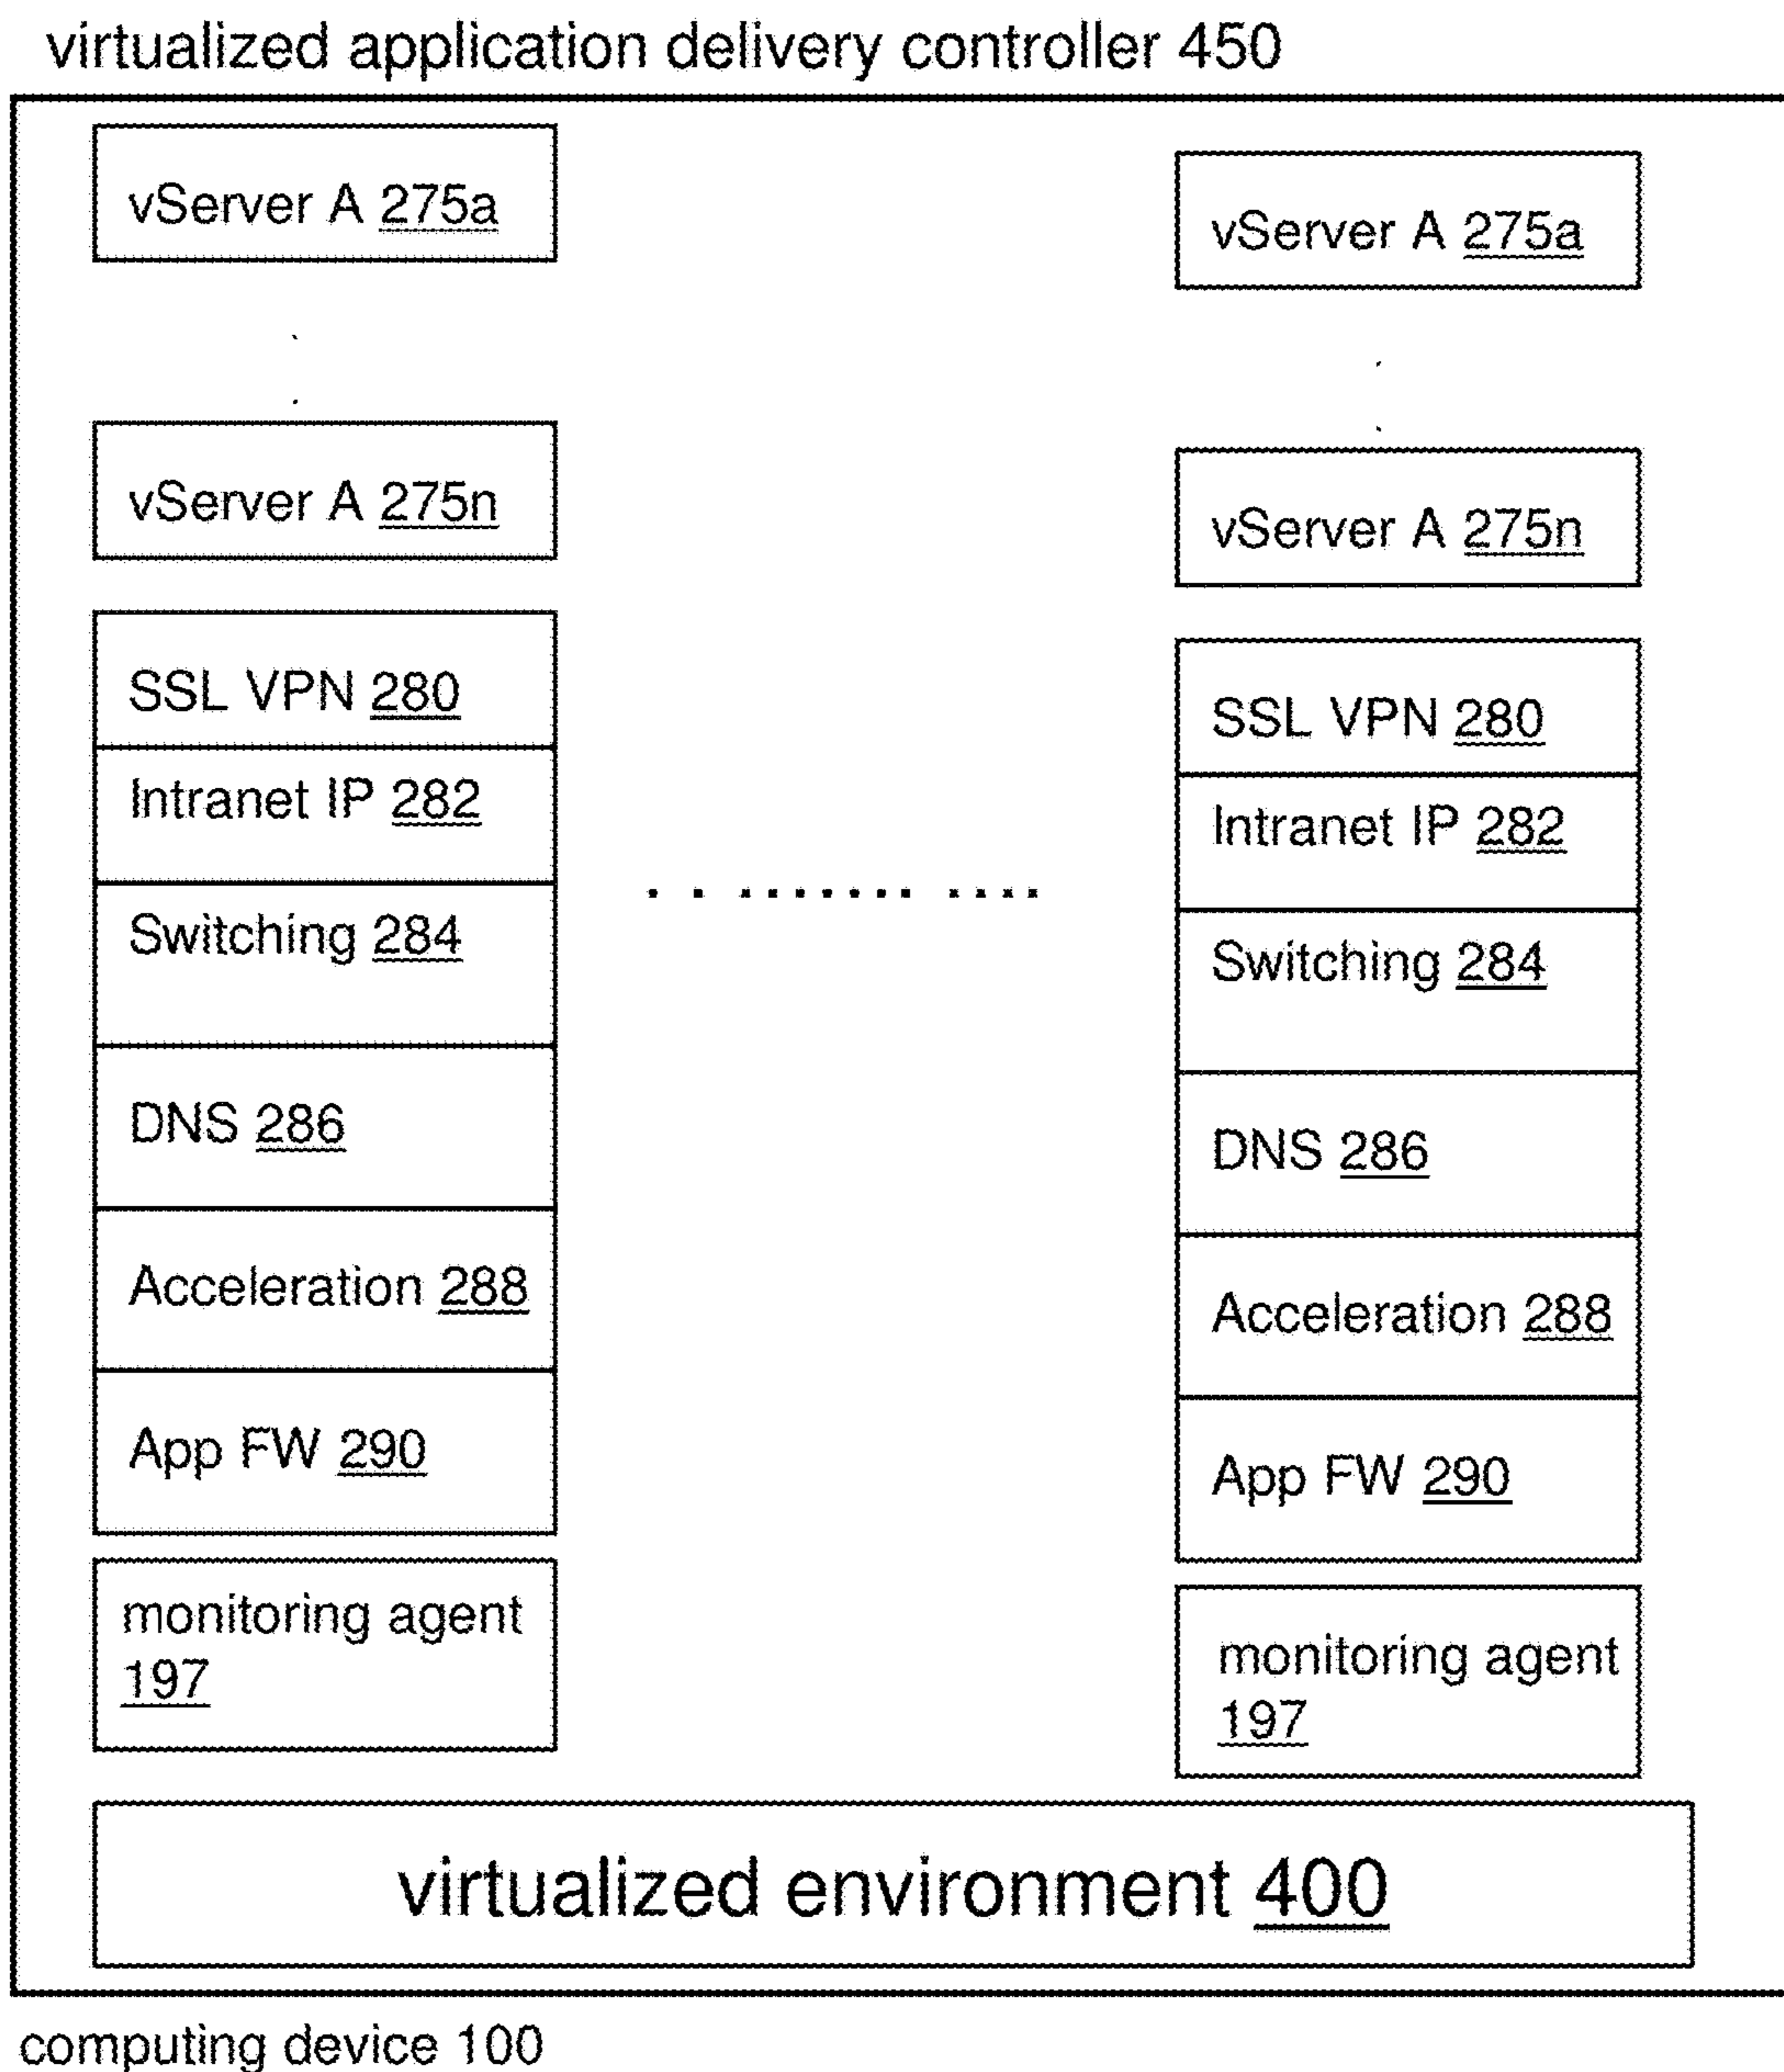 virtualized application delivery controller 450
vServer A 275a
vServer A 275n
SSL VPN 280
Intranet IP 282
Switching 284
DNS 286
Acceleration 288
App FW 290
monitoring agent
197
vServer A 275a
vServer A 275n
SSL VPN 280
Intranet IP 282
Switching 284
DNS 286
Acceleration 288
App FW 290
monitoring agent
197
virtualized environment 400
computing device 100